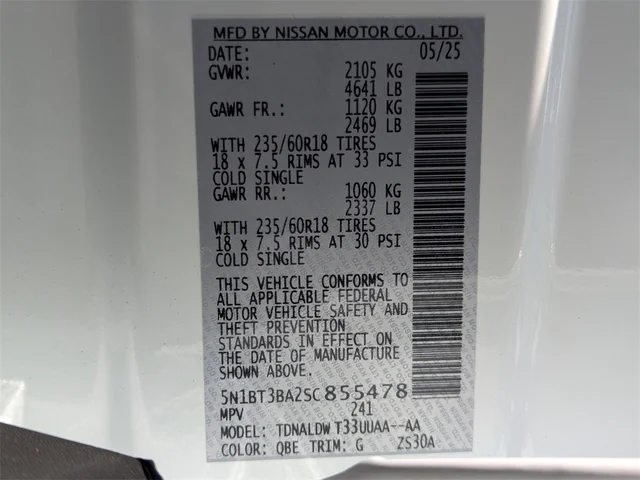 MFD BY NISSAN MOTOR CO., LTD.
DATE: 05/25
GVWR: 2105 KG
4641 LB
GAWR FR.: 1120 KG
2469 LB
WITH 235/60R18 TIRES
18 x 7.5 RIMS AT 33 PSI
COLD SINGLE
GAWR RR.: 1060 KG
2337 LB
WITH 235/60R18 TIRES
18 x 7.5 RIMS AT 30 PSI
COLD SINGLE
THIS VEHICLE CONFORMS TO
ALL APPLICABLE FEDERAL
MOTOR VEHICLE SAFETY AND
THEFT PREVENTION
STANDARDS IN EFFECT ON
THE DATE OF MANUFACTURE
SHOWN ABOVE.
5N1BT3BA2SC855478
MPV 241
MODEL: TDNALDW T33UUAA--AA
COLOR: QBE TRIM: G ZS30A